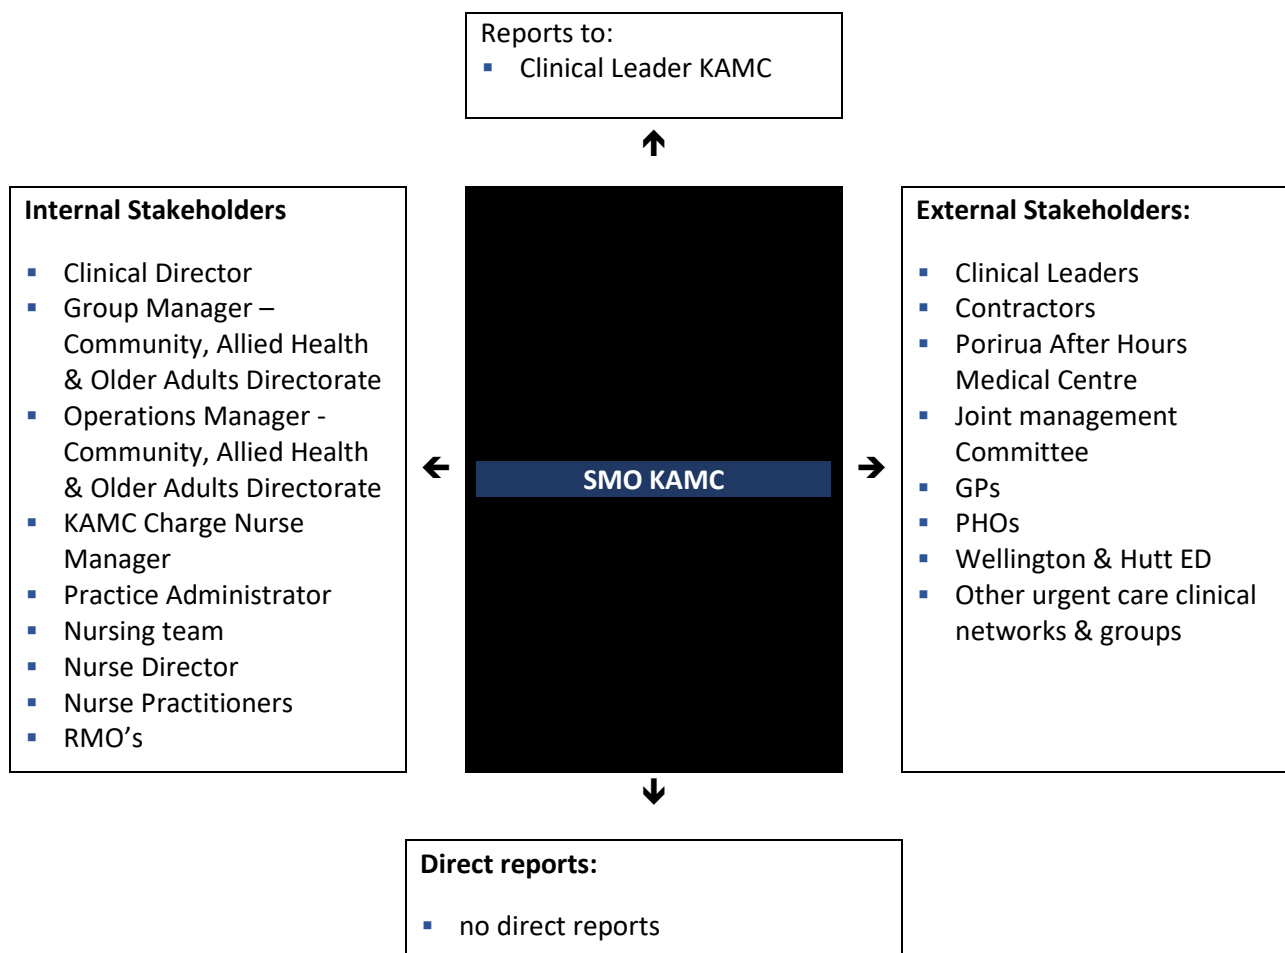 Reports to:
▪ Clinical Leader KAMC
Internal Stakeholders
▪ Clinical Director
▪ Group Manager –
Community, Allied Health
& Older Adults Directorate
▪ Operations Manager -
Community, Allied Health
& Older Adults Directorate
▪ KAMC Charge Nurse
Manager
▪ Practice Administrator
▪ Nursing team
▪ Nurse Director
▪ Nurse Practitioners
▪ RMO’s
SMO KAMC
External Stakeholders:
▪ Clinical Leaders
▪ Contractors
▪ Porirua After Hours
Medical Centre
▪ Joint management
Committee
▪ GPs
▪ PHOs
▪ Wellington & Hutt ED
▪ Other urgent care clinical
networks & groups
Direct reports:
▪ no direct reports